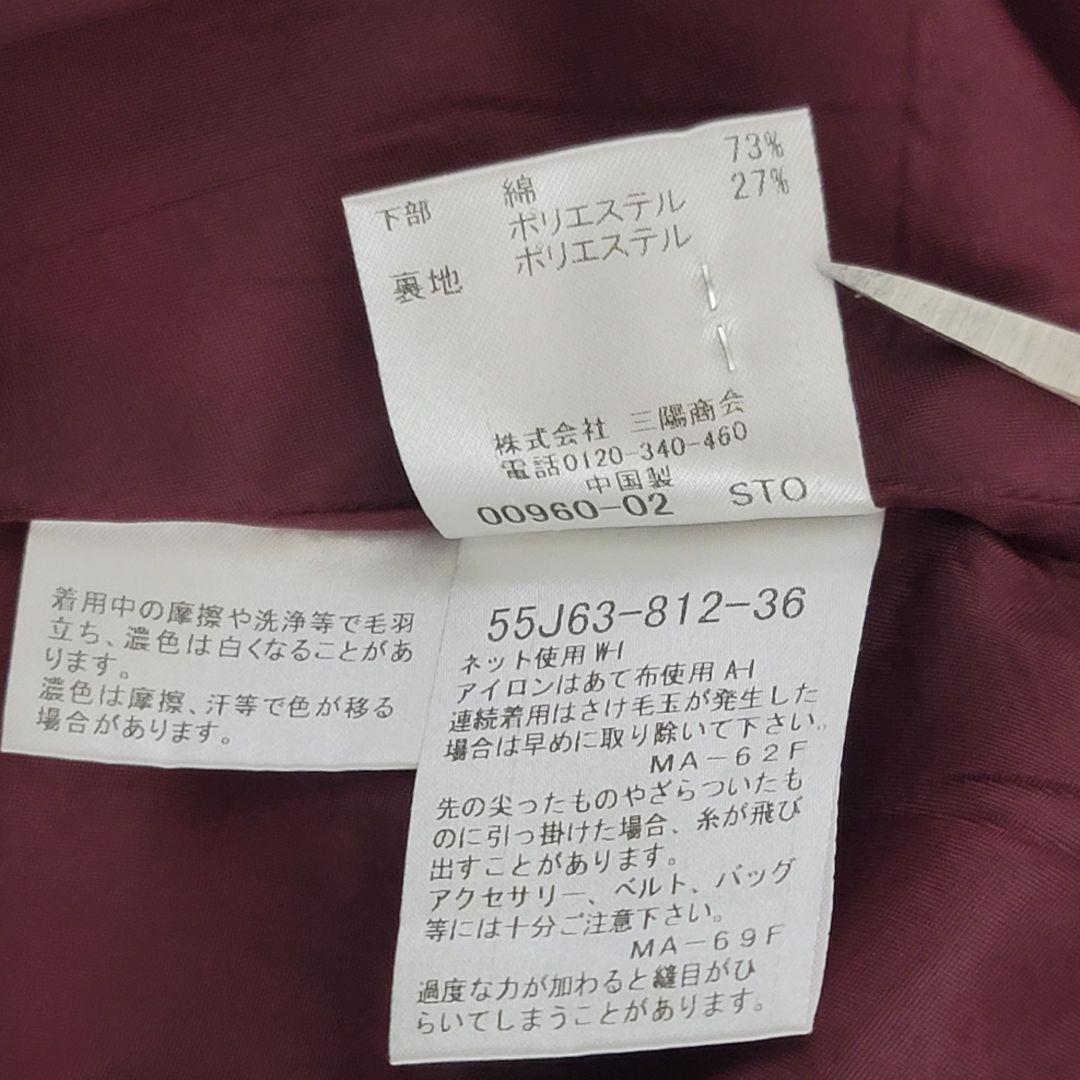 下部 綿 73%
ポリエステル 27%
裏地 ポリエステル
株式会社 三陽商会
電話0120-340-460
中国製
00960-02 STO
着用中の摩擦や洗浄等で毛羽
立ち、濃色は白くなることがあ
ります。
濃色は摩擦、汗等で色が移る
場合があります。
55J63-812-36
ネット使用 W-I
アイロンはあて布使用 A-I
連続着用はさけ毛玉が発生した
場合は早めに取り除いて下さい。
MA-62F
先の尖ったものやざらついたも
のに引っ掛けた場合、糸が飛び
出すことがあります。
アクセサリー、ベルト、バッグ
等には十分ご注意下さい。
MA-69F
過度な力が加わると縫目がひ
らいてしまうことがあります。